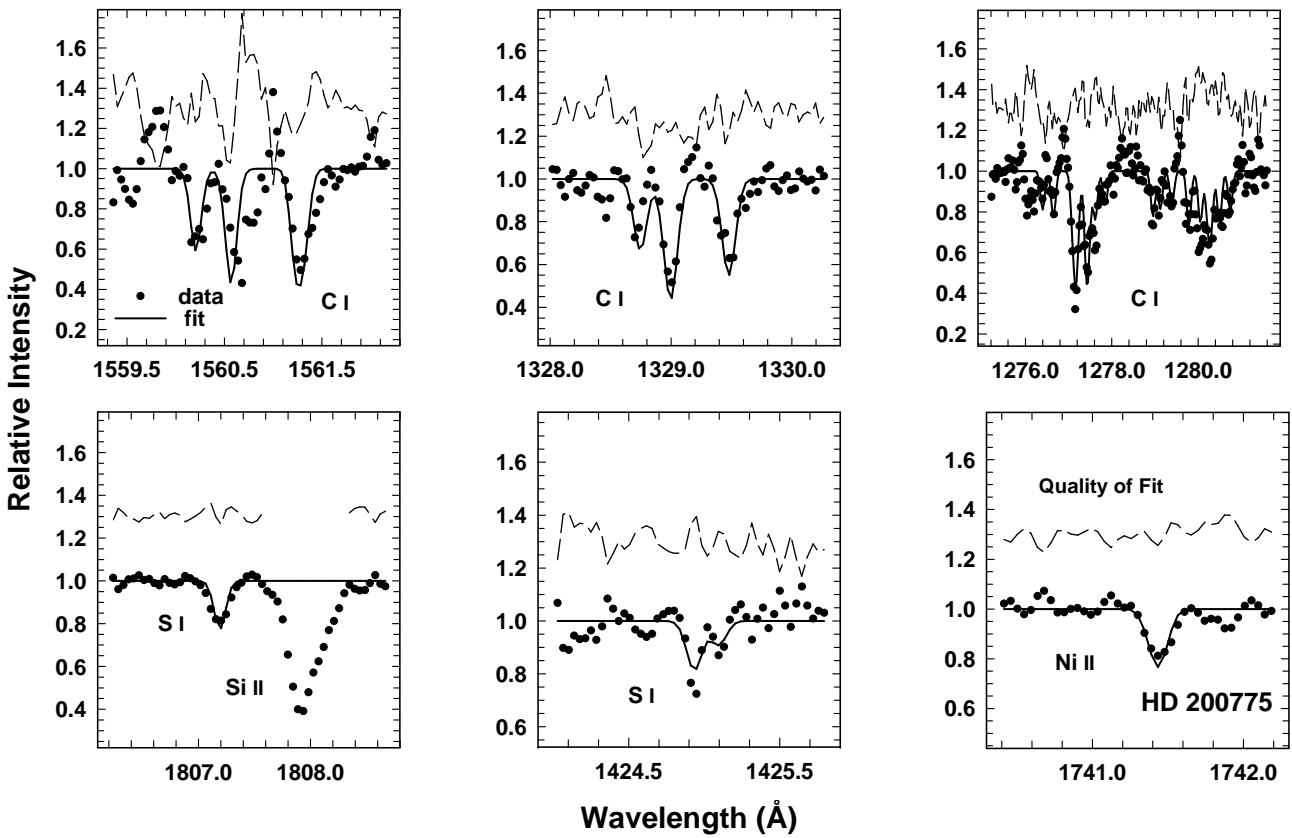 Relative Intensity
1.6
1.4
1.2
1.0
0.8
0.6
0.4
0.2
data
fit
C I
1559.5 1560.5 1561.5
1.6
1.4
1.2
1.0
0.8
0.6
0.4
C I
1328.0 1329.0 1330.0
1.6
1.4
1.2
1.0
0.8
0.6
0.4
0.2
C I
1276.0 1278.0 1280.0
1.6
1.4
1.2
1.0
0.8
0.6
0.4
S I
Si II
1807.0 1808.0
1.6
1.4
1.2
1.0
0.8
0.6
S I
1424.5 1425.5
1.6
1.4
1.2
1.0
0.8
0.6
Quality of Fit
Ni II
HD 200775
1741.0 1742.0
Wavelength (Å)